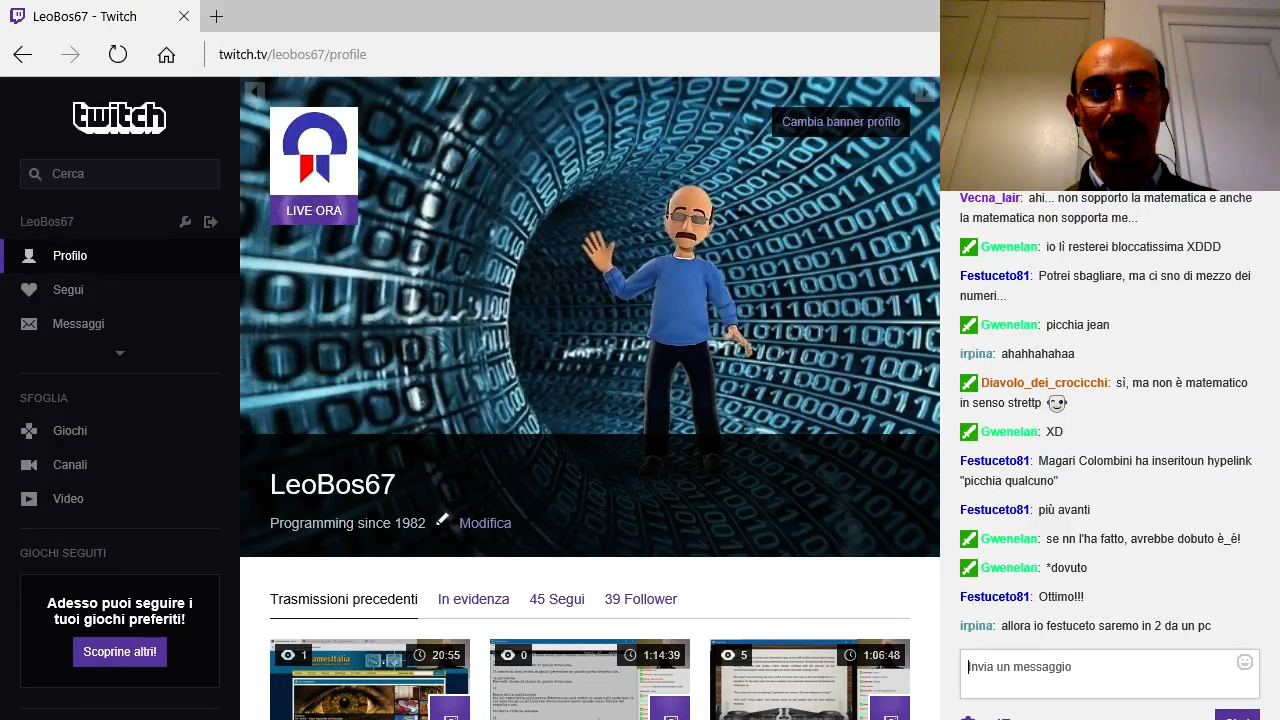 LeoBos67 - Twitch
twitch.tv/leobos67/profile
twitch
Cerca
LeoBos67
Profilo
Segui
Messaggi
SFOGLIA
Giochi
Canali
Video
GIOCHI SEGUITI
Adesso puoi seguire i
tuoi giochi preferiti!
Scoprine altri!
LIVE ORA
Cambia banner profilo
LeoBos67
Programming since 1982 Modifica
Trasmissioni precedenti In evidenza 45 Segui 39 Follower
1 20:55 0 1:14:39 5 1:06:48
Vecna_lair: ahi... non sopporto la matematica e anche
la matematica non sopporta me...
Gwenelan: io lì resterei bloccatissima XDDD
Festuceto81: Potrei sbagliare, ma ci sno di mezzo dei
numeri...
Gwenelan: picchia jean
irpina: ahahhahahaa
Diavolo_dei_crocicchi: sì, ma non è matematico
in senso strettp
Gwenelan: XD
Festuceto81: Magari Colombini ha inseritoun hypelink
"picchia qualcuno"
Festuceto81: più avanti
Gwenelan: se nn l'ha fatto, avrebbe dobuto è_é!
Gwenelan: *dovuto
Festuceto81: Ottimo!!!
irpina: allora in festuceto saremo in 2 da un pc
Invia un messaggio